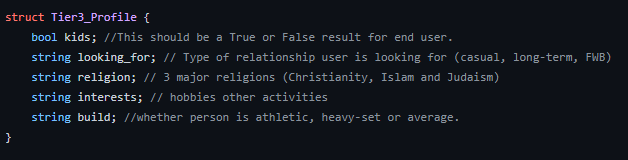 struct Tier3_Profile {
bool kids; //This should be a True or False result for end user.
string looking_for; // Type of relationship user is looking for (casual, long-term, FWB)
string religion; // 3 major religions (Christianity, Islam and Judaism)
string interests; // hobbies other activities
string build; //whether person is athletic, heavy-set or average.
}